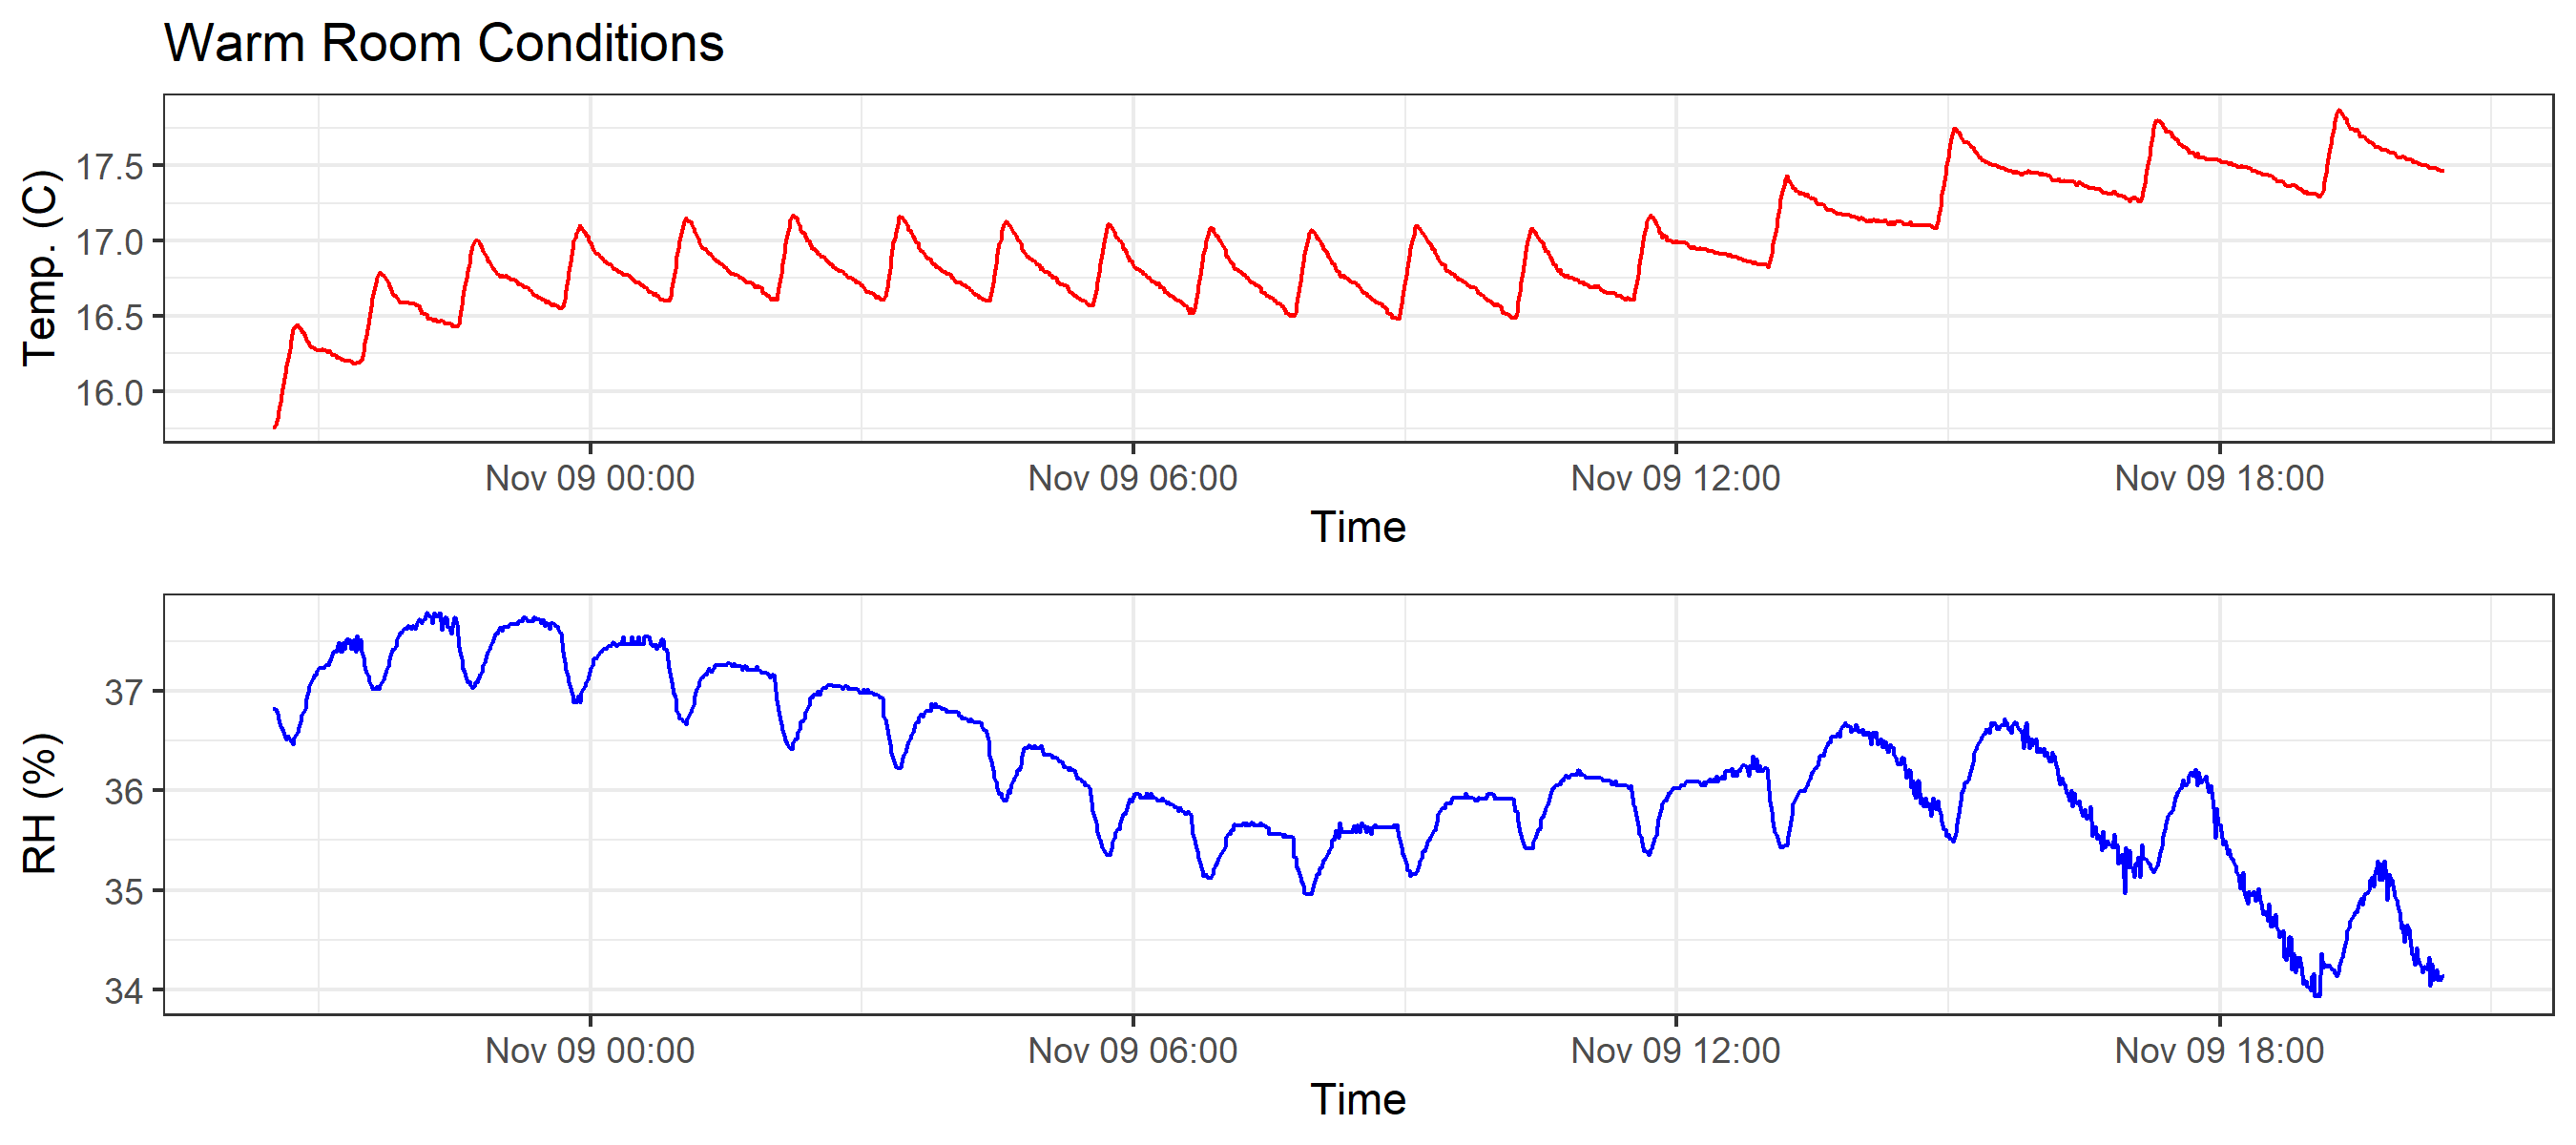 Warm Room Conditions
Temp. (C)
17.5
17.0
16.5
16.0
Nov 09 00:00 Nov 09 06:00 Nov 09 12:00 Nov 09 18:00
Time
RH (%)
37
36
35
34
Nov 09 00:00 Nov 09 06:00 Nov 09 12:00 Nov 09 18:00
Time